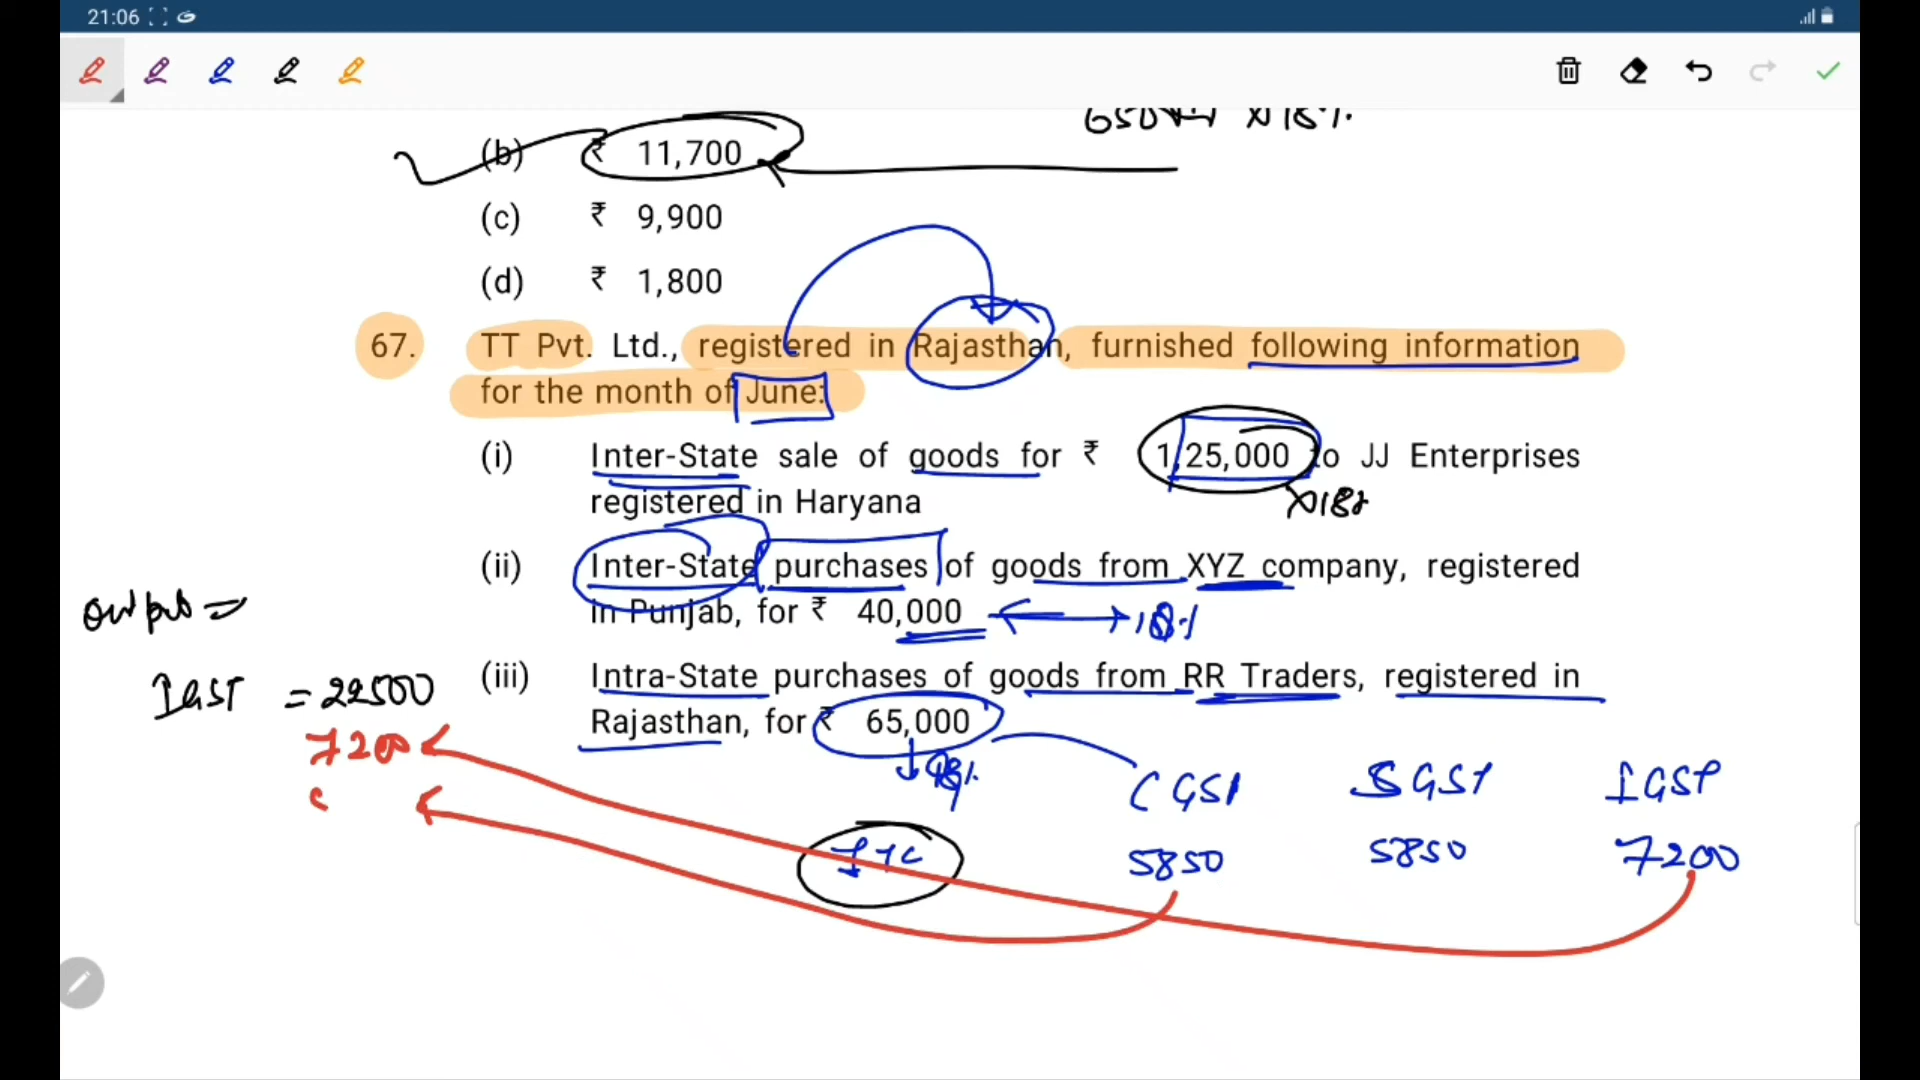 21:06
650 × 18%
(b) ₹ 11,700
(c) ₹ 9,900
(d) ₹ 1,800
67. TT Pvt. Ltd., registered in Rajasthan, furnished following information
for the month of June:
(i) Inter-State sale of goods for ₹ 1,25,000 to JJ Enterprises
registered in Haryana
×18%
(ii) Inter-State purchases of goods from XYZ company, registered
in Punjab, for ₹ 40,000
18%
output =
(iii) Intra-State purchases of goods from RR Traders, registered in
IGST = 22500
Rajasthan, for ₹ 65,000
7200
18%
CGST SGST IGST
ITC 5850 5850 7200